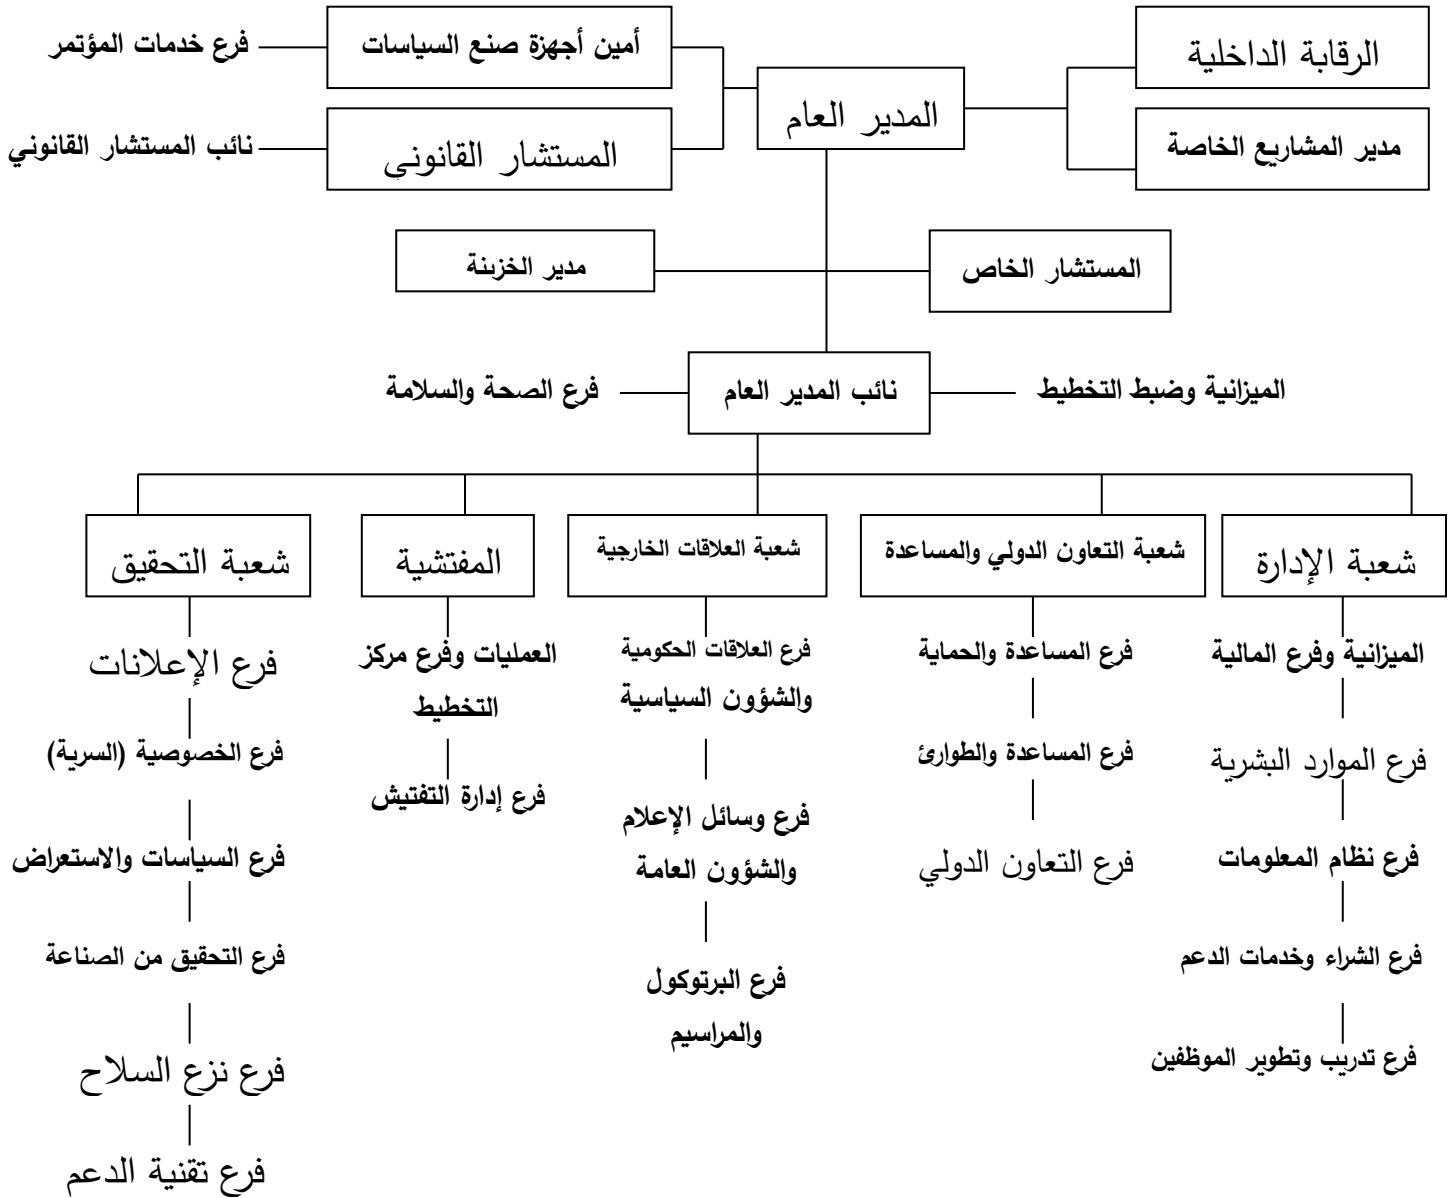 الرقابة الداخلية
أمين أجهزة صنع السياسات
فرع خدمات المؤتمر
المدير العام
مدير المشاريع الخاصة
المستشار القانوني
نائب المستشار القانوني
المستشار الخاص
مدير الخزينة
الميزانية وضبط التخطيط
نائب المدير العام
فرع الصحة والسلامة
شعبة الإدارة
شعبة التعاون الدولي والمساعدة
شعبة العلاقات الخارجية
المفتشية
شعبة التحقيق
الميزانية وفرع المالية
فرع الموارد البشرية
فرع نظام المعلومات
فرع الشراء وخدمات الدعم
فرع تدريب وتطوير الموظفين
فرع المساعدة والحماية
فرع المساعدة والطوارئ
فرع التعاون الدولي
فرع العلاقات الحكومية
والشؤون السياسية
فرع وسائل الإعلام
والشؤون العامة
فرع البرتوكول
والمراسيم
العمليات وفرع مركز
التخطيط
فرع إدارة التفتيش
فرع الإعلانات
فرع الخصوصية (السرية)
فرع السياسات والاستعراض
فرع التحقيق من الصناعة
فرع نزع السلاح
فرع تقنية الدعم